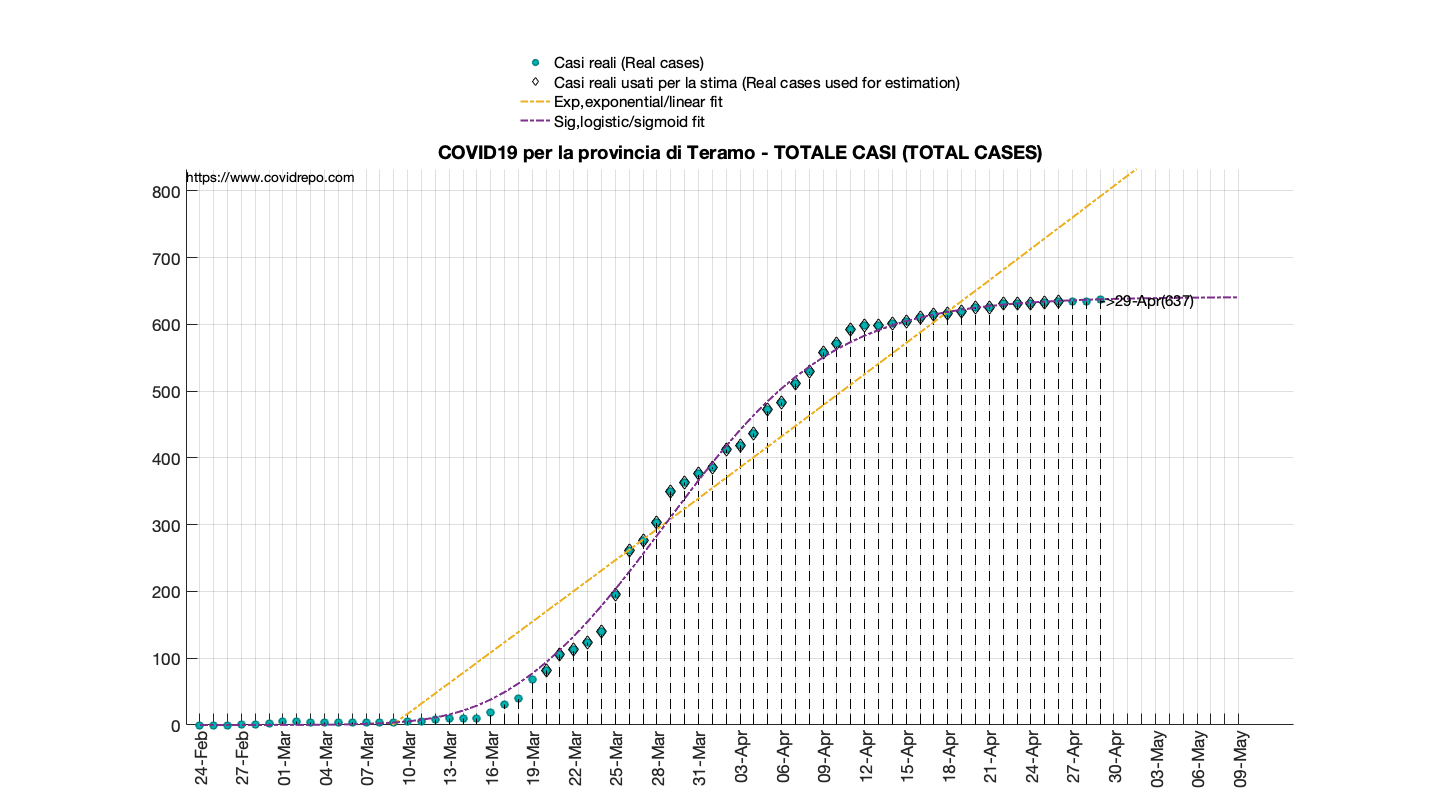 Casi reali (Real cases)
Casi reali usati per la stima (Real cases used for estimation)
Exp,exponential/linear fit
Sig,logistic/sigmoid fit
COVID19 per la provincia di Teramo - TOTALE CASI (TOTAL CASES)
https://www.covidrepo.com
800
700
600
500
400
300
200
100
0
->29-Apr(637)
24-Feb
27-Feb
01-Mar
04-Mar
07-Mar
10-Mar
13-Mar
16-Mar
19-Mar
22-Mar
25-Mar
28-Mar
31-Mar
03-Apr
06-Apr
09-Apr
12-Apr
15-Apr
18-Apr
21-Apr
24-Apr
27-Apr
30-Apr
03-May
06-May
09-May